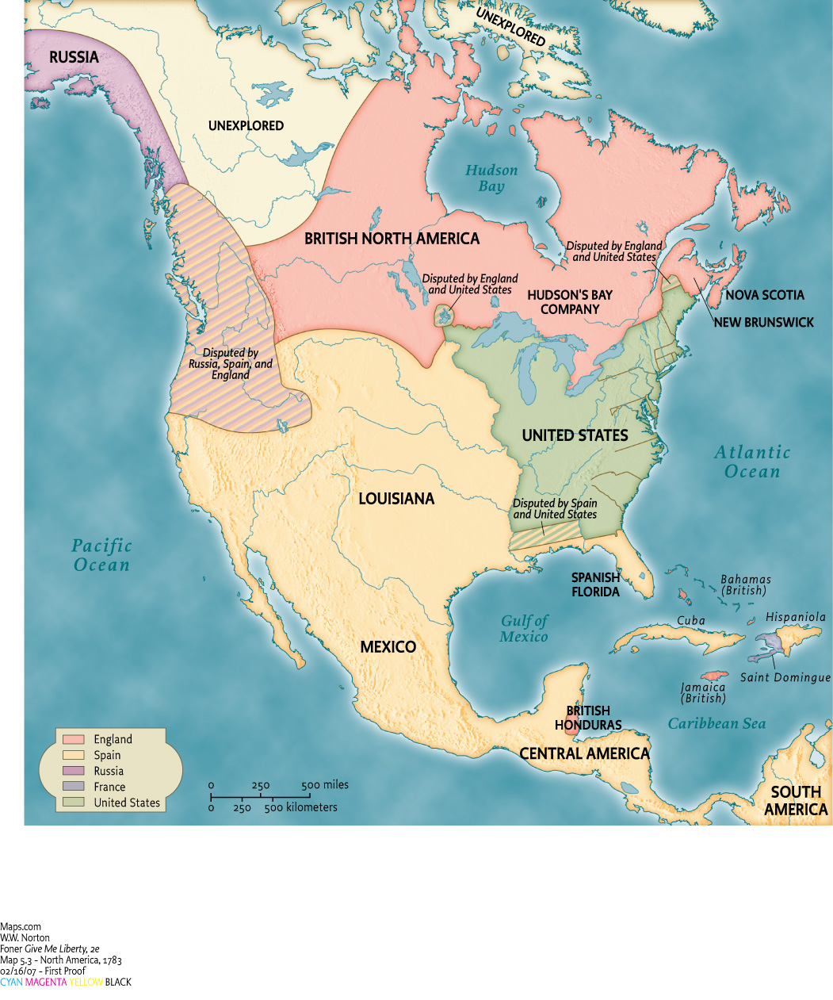 UNEXPLORED
RUSSIA
UNEXPLORED
Hudson
Bay
BRITISH NORTH AMERICA
Disputed by England
and United States
Disputed by England
and United States
HUDSON'S BAY
COMPANY
NOVA SCOTIA
NEW BRUNSWICK
Disputed by
Russia, Spain, and
England
UNITED STATES
Atlantic
Ocean
LOUISIANA
Disputed by Spain
and United States
Pacific
Ocean
SPANISH
FLORIDA
Bahamas
(British)
Gulf of
Mexico
Cuba
Hispaniola
MEXICO
Saint Domingue
Jamaica
(British)
BRITISH
HONDURAS
Caribbean Sea
CENTRAL AMERICA
SOUTH
AMERICA
England
Spain
Russia
France
United States
0 250 500 miles
0 250 500 kilometers
Maps.com
W.W. Norton
Foner Give Me Liberty, 2e
Map 5.3 - North America, 1783
02/16/07 - First Proof
CYAN MAGENTA YELLOW BLACK